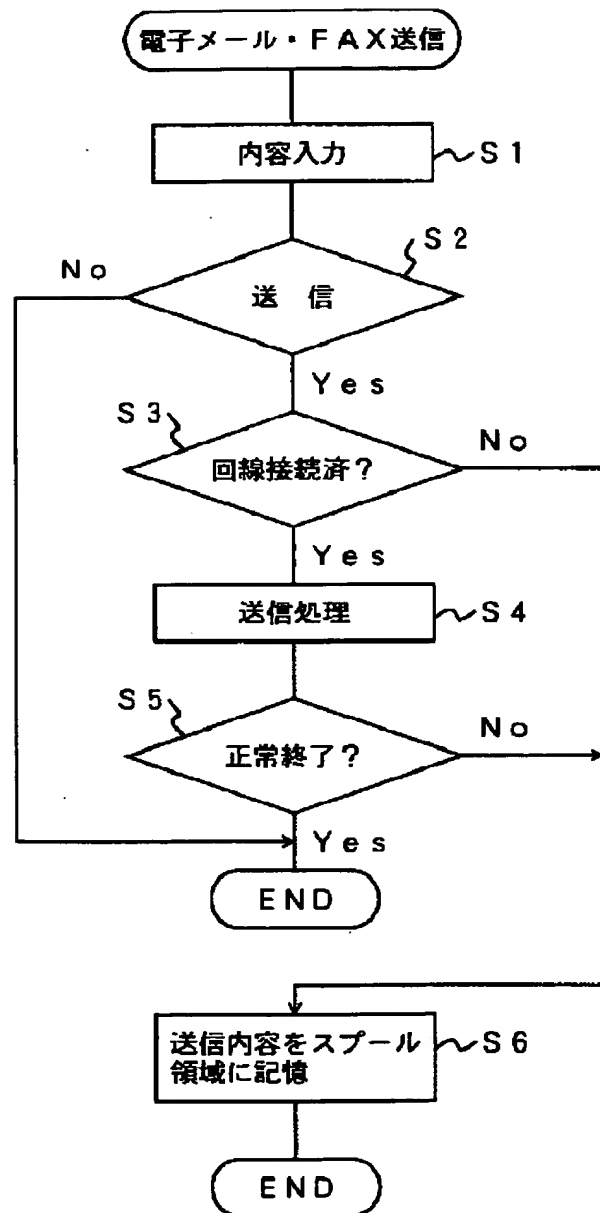 電子メール・FAX送信
内容入力
S1
S2
No
送 信
Yes
S3
No
回線接続済?
Yes
送信処理
S4
S5
No
正常終了?
Yes
END
送信内容をスプール
領域に記憶
S6
END